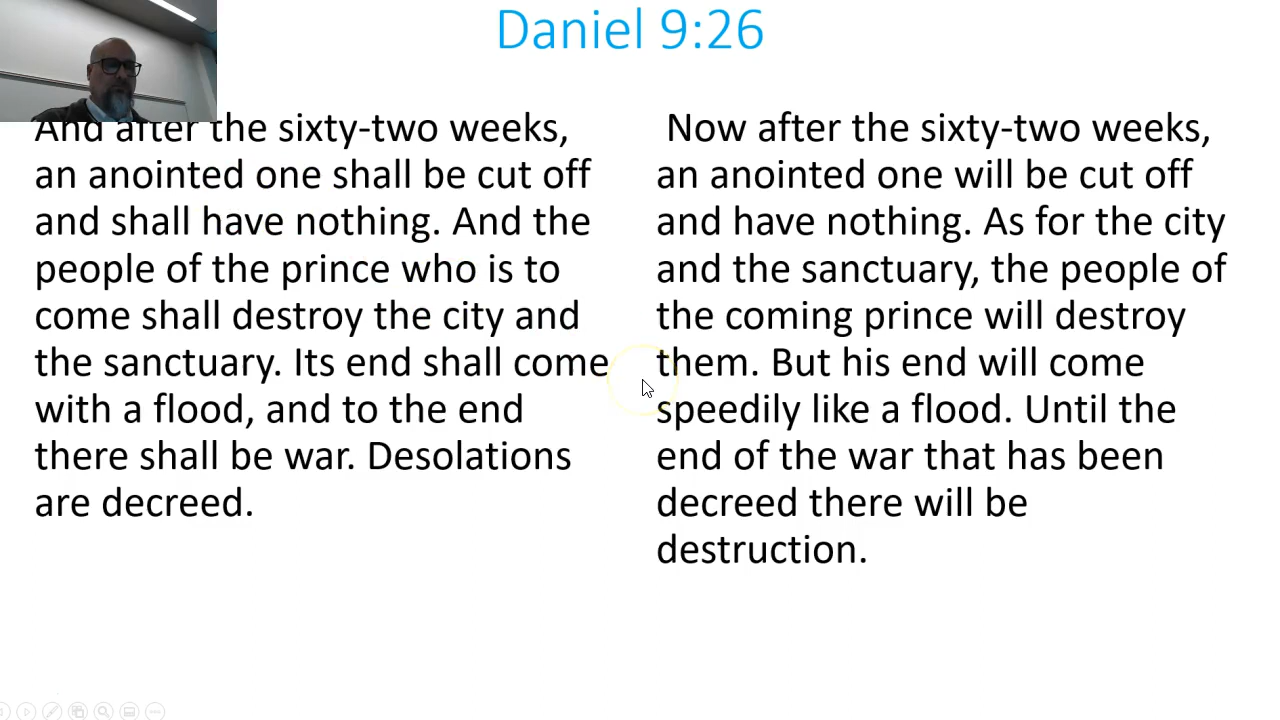 Daniel 9:26
And after the sixty-two weeks,
an anointed one shall be cut off
and shall have nothing. And the
people of the prince who is to
come shall destroy the city and
the sanctuary. Its end shall come
with a flood, and to the end
there shall be war. Desolations
are decreed.
Now after the sixty-two weeks,
an anointed one will be cut off
and have nothing. As for the city
and the sanctuary, the people of
the coming prince will destroy
them. But his end will come
speedily like a flood. Until the
end of the war that has been
decreed there will be
destruction.